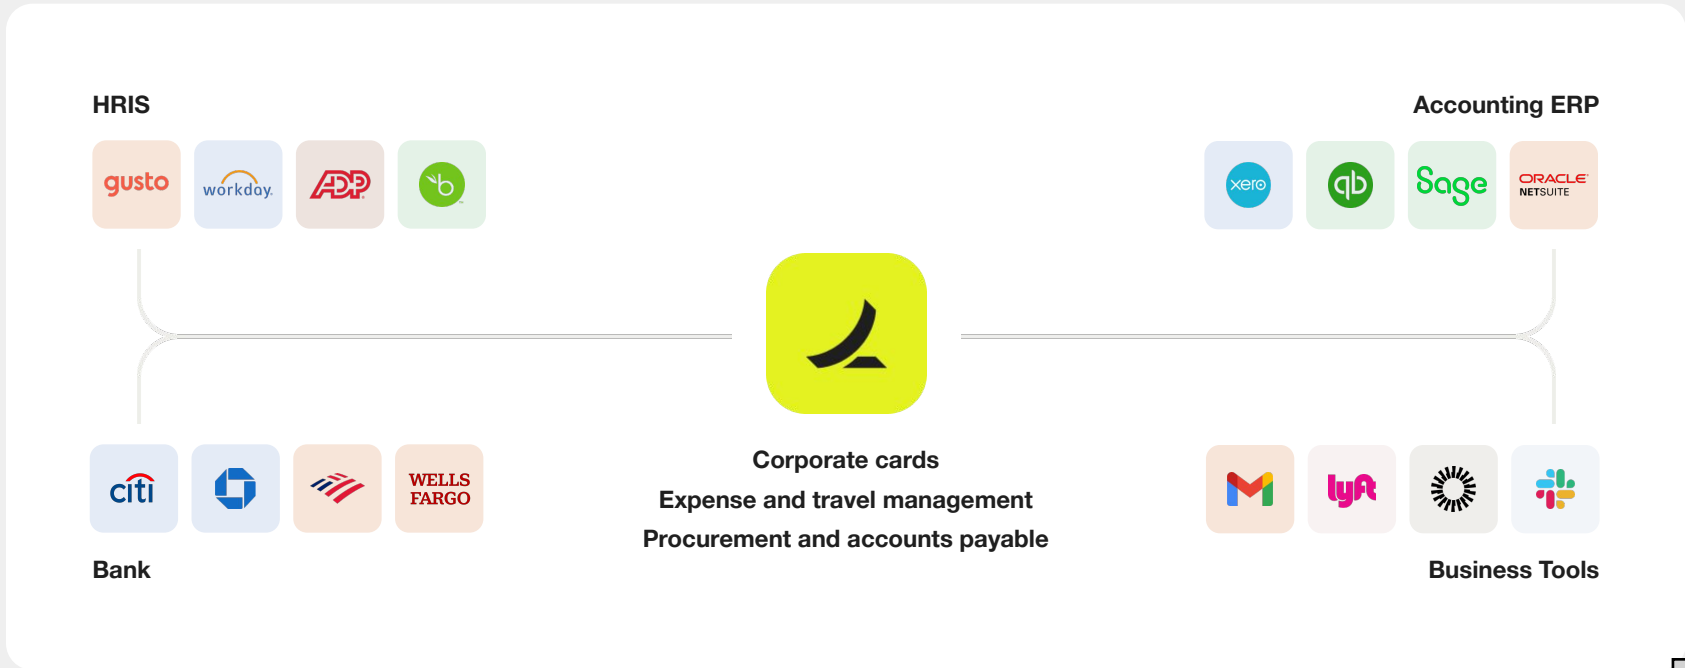 HRIS
Accounting ERP
gusto
workday.
ADP
b
xero
qb
Sage
ORACLE
NETSUITE
Corporate cards
Expense and travel management
Procurement and accounts payable
citi
WELLS
FARGO
lyft
Bank
Business Tools